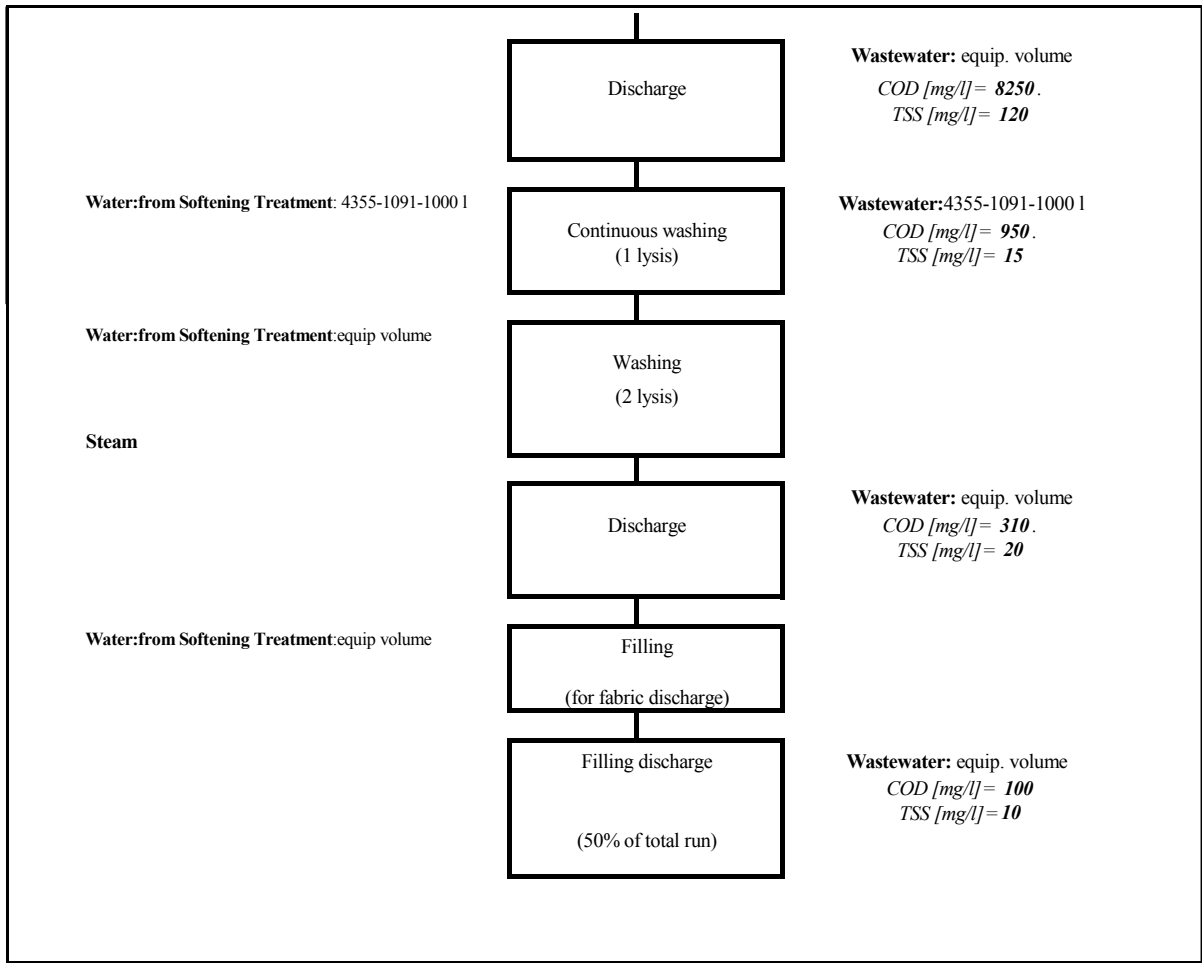 Discharge
Wastewater: equip. volume
COD [mg/l]= 8250.
TSS [mg/l]= 120
Water:from Softening Treatment: 4355-1091-1000 l
Continuous washing
(1 lysis)
Wastewater:4355-1091-1000 l
COD [mg/l]= 950.
TSS [mg/l]= 15
Water:from Softening Treatment:equip volume
Washing
(2 lysis)
Steam
Discharge
Wastewater: equip. volume
COD [mg/l]= 310.
TSS [mg/l]= 20
Water:from Softening Treatment:equip volume
Filling
(for fabric discharge)
Filling discharge
(50% of total run)
Wastewater: equip. volume
COD [mg/l]= 100
TSS [mg/l]= 10